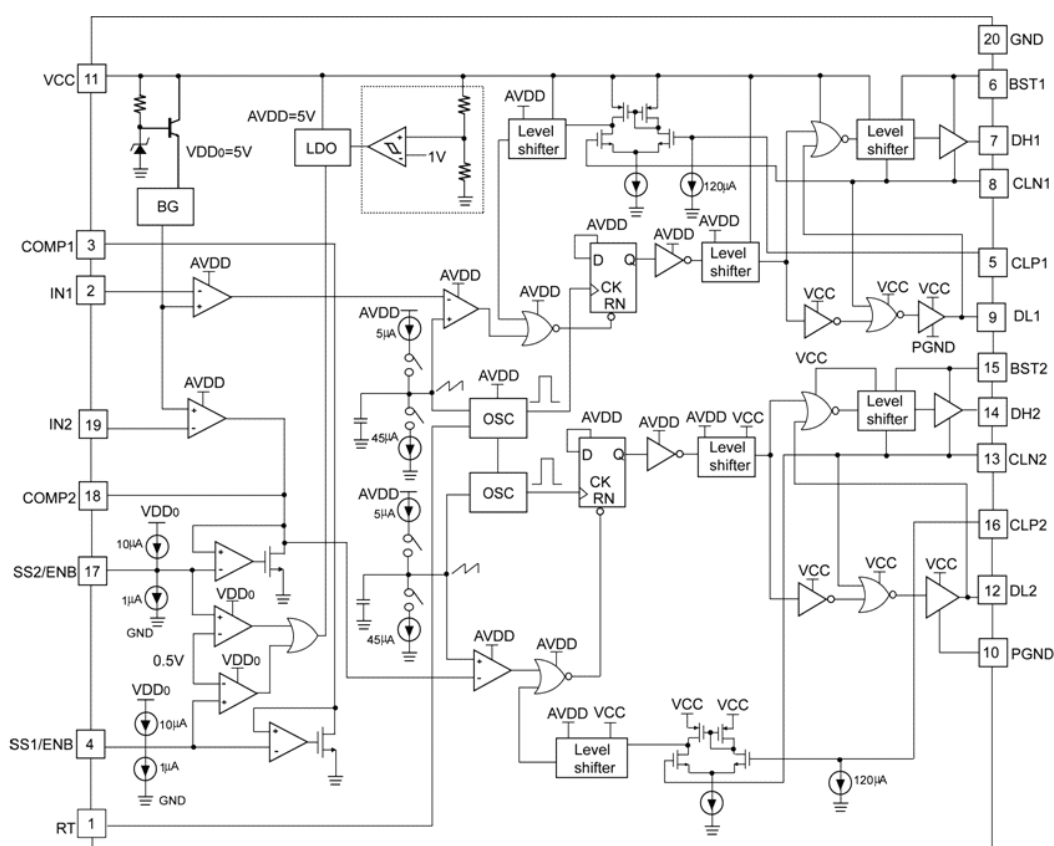 20 GND
VCC 11
6 BST1
AVDD=5V
AVDD
VDD0=5V
LDO
1V
Level shifter
Level shifter
7 DH1
8 CLN1
120µA
BG
COMP1 3
AVDD
AVDD
AVDD
D Q
CK
RN
Level shifter
5 CLP1
IN1 2
AVDD
AVDD
AVDD
5µA
AVDD
VCC
VCC
9 DL1
PGND
AVDD
OSC
VCC
15 BST2
AVDD
45µA
AVDD
AVDD
AVDD VCC
Level shifter
14 DH2
IN2 19
D Q
CK
RN
Level shifter
13 CLN2
OSC
COMP2 18
AVDD
5µA
16 CLP2
VDD0
10µA
SS2/ENB 17
1µA
GND
VDD0
VCC
VCC
VCC
12 DL2
45µA
0.5V
VDD0
AVDD
AVDD
10 PGND
VDD0
10µA
SS1/ENB 4
AVDD VCC
Level shifter
VCC VCC
1µA
GND
120µA
RT 1